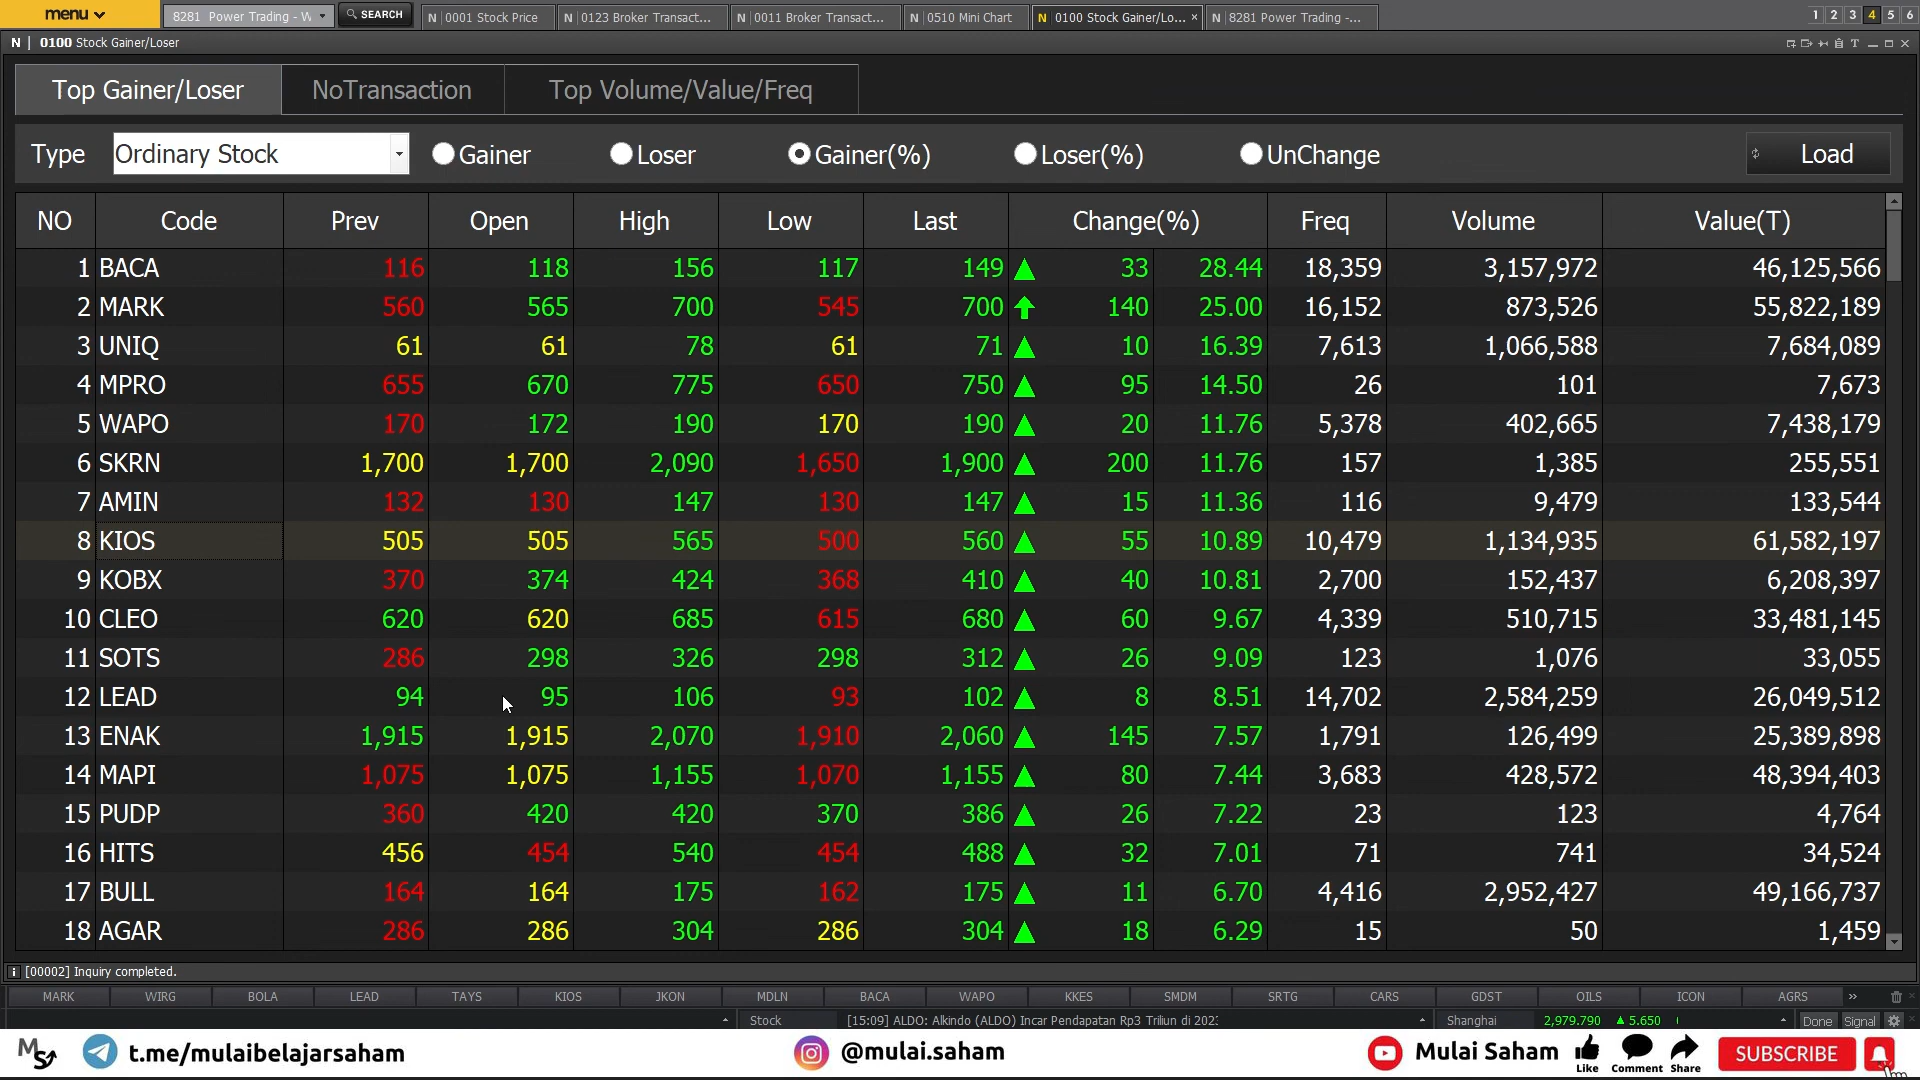 menu
8281 Power Trading - W
SEARCH
N 0001 Stock Price
N 0123 Broker Transact...
N 0011 Broker Transact...
N 0510 Mini Chart
N 0100 Stock Gainer/Lo... ×
N 8281 Power Trading -...
1 2 3 4 5 6
N | 0100 Stock Gainer/Loser
T
Top Gainer/Loser NoTransaction Top Volume/Value/Freq
Type Ordinary Stock Gainer Loser Gainer(%) Loser(%) UnChange Load
NO Code Prev Open High Low Last Change(%) Freq Volume Value(T)
1 BACA 116 118 156 117 149 33 28.44 18,359 3,157,972 46,125,566
2 MARK 560 565 700 545 700 140 25.00 16,152 873,526 55,822,189
3 UNIQ 61 61 78 61 71 10 16.39 7,613 1,066,588 7,684,089
4 MPRO 655 670 775 650 750 95 14.50 26 101 7,673
5 WAPO 170 172 190 170 190 20 11.76 5,378 402,665 7,438,179
6 SKRN 1,700 1,700 2,090 1,650 1,900 200 11.76 157 1,385 255,551
7 AMIN 132 130 147 130 147 15 11.36 116 9,479 133,544
8 KIOS 505 505 565 500 560 55 10.89 10,479 1,134,935 61,582,197
9 KOBX 370 374 424 368 410 40 10.81 2,700 152,437 6,208,397
10 CLEO 620 620 685 615 680 60 9.67 4,339 510,715 33,481,145
11 SOTS 286 298 326 298 312 26 9.09 123 1,076 33,055
12 LEAD 94 95 106 93 102 8 8.51 14,702 2,584,259 26,049,512
13 ENAK 1,915 1,915 2,070 1,910 2,060 145 7.57 1,791 126,499 25,389,898
14 MAPI 1,075 1,075 1,155 1,070 1,155 80 7.44 3,683 428,572 48,394,403
15 PUDP 360 420 420 370 386 26 7.22 23 123 4,764
16 HITS 456 454 540 454 488 32 7.01 71 741 34,524
17 BULL 164 164 175 162 175 11 6.70 4,416 2,952,427 49,166,737
18 AGAR 286 286 304 286 304 18 6.29 15 50 1,459
i [00002] Inquiry completed.
MARK WIRG BOLA LEAD TAYS KIOS JKON MDLN BACA WAPO KKES SMDM SRTG CARS GDST OILS ICON AGRS »
Stock [15:09] ALDO: Alkindo (ALDO) Incar Pendapatan Rp3 Triliun di 202 Shanghai 2,979.790 ▲ 5.650 Done Signal
MS t.me/mulaibelajarsaham @mulai.saham Mulai Saham Like Comment Share SUBSCRIBE